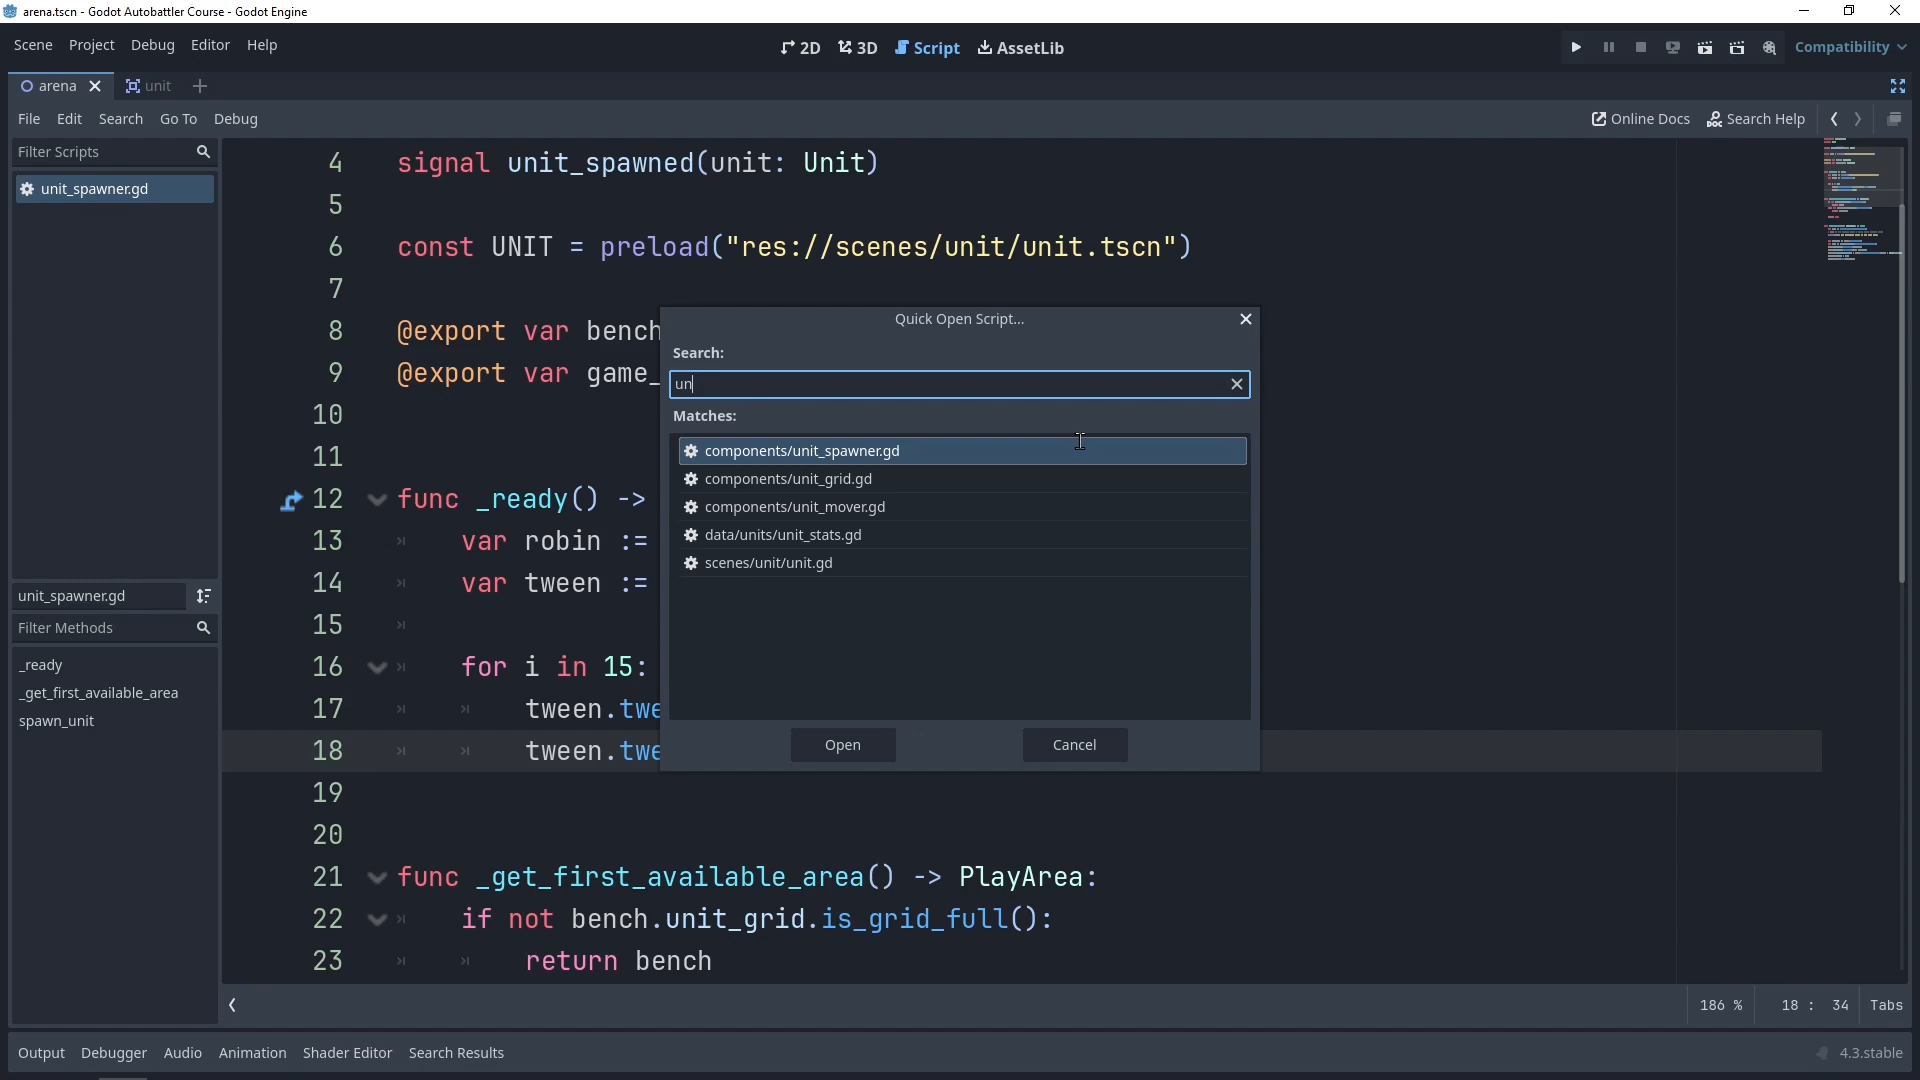 arena.tscn - Godot Autobattler Course - Godot Engine
Scene Project Debug Editor Help
2D 3D Script AssetLib
Compatibility
arena unit
File Edit Search Go To Debug
Online Docs Search Help
Filter Scripts
unit_spawner.gd
unit_spawner.gd
Filter Methods
_ready
_get_first_available_area
spawn_unit
4 signal unit_spawned(unit: Unit)
5
6 const UNIT = preload("res://scenes/unit/unit.tscn")
7
8 @export var bench
9 @export var game_
10
11
12 func _ready() ->
13 var robin :=
14 var tween :=
15
16 for i in 15:
17 tween.twe
18 tween.twe
19
20
21 func _get_first_available_area() -> PlayArea:
22 if not bench.unit_grid.is_grid_full():
23 return bench
Quick Open Script...
Search:
un
Matches:
components/unit_spawner.gd
components/unit_grid.gd
components/unit_mover.gd
data/units/unit_stats.gd
scenes/unit/unit.gd
Open Cancel
186 % 18 : 34 Tabs
Output Debugger Audio Animation Shader Editor Search Results
4.3.stable